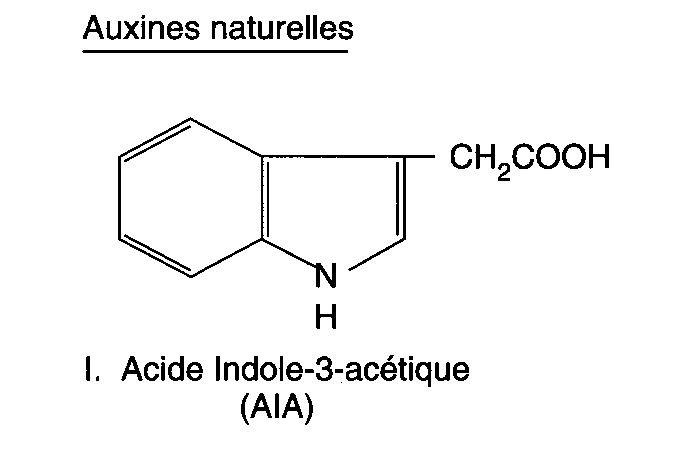 Auxines naturelles
CH2COOH
N
H
I. Acide Indole-3-acétique
(AIA)